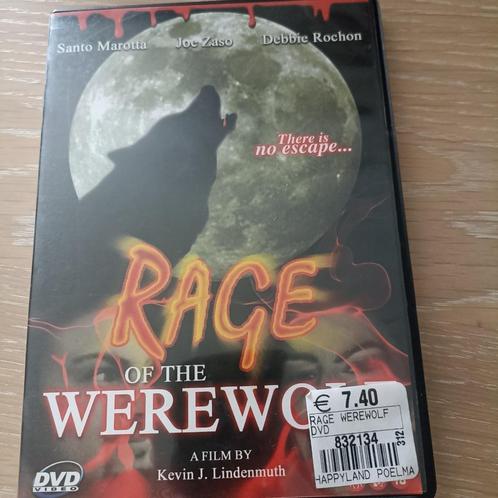 Santo Marotta Joe Zaso Debbie Rochon
There is
no escape...
RAGE
OF THE
WEREWOL
€ 7.40
RAGE WEREWOLF
DVD
832134
312
HAPPYLAND POELMA
A FILM BY
Kevin J. Lindenmuth
DVD
VIDEO